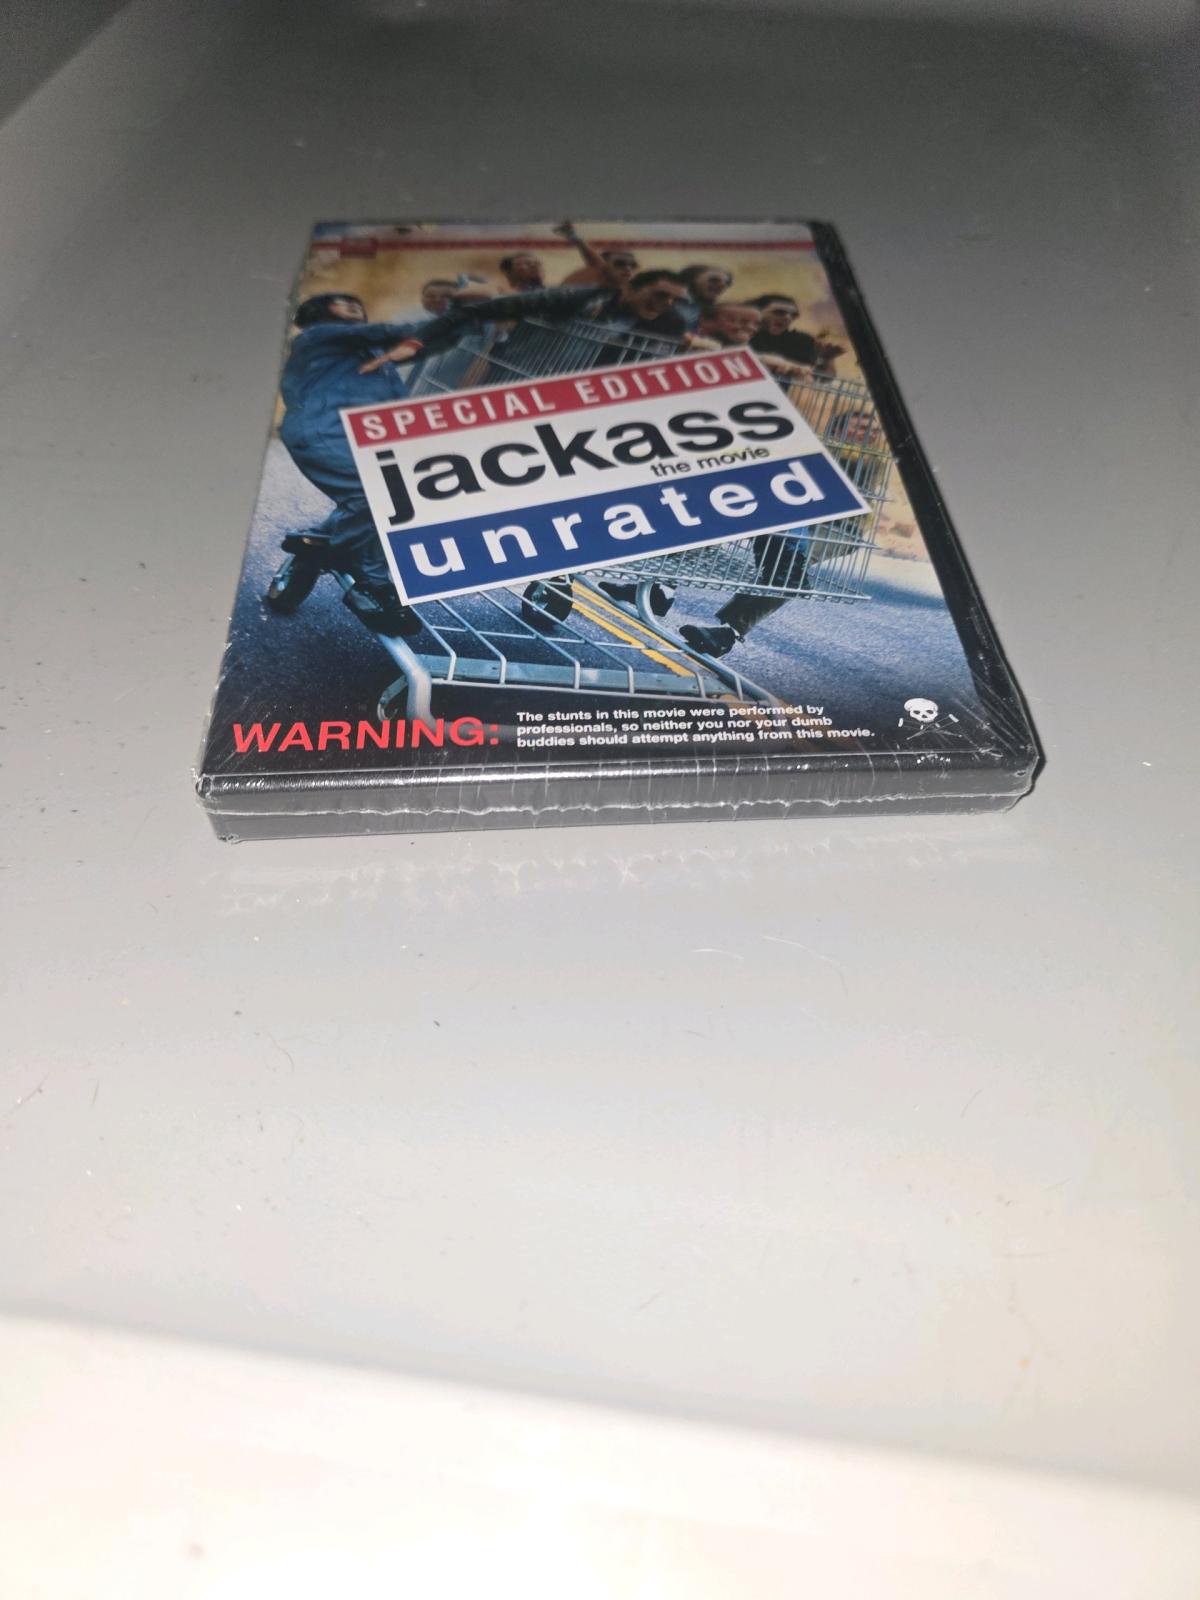 SPECIAL EDITION
jackass
the movie
unrated
WARNING:
The stunts in this movie were performed by
professionals, so neither you nor your dumb
buddies should attempt anything from this movie.